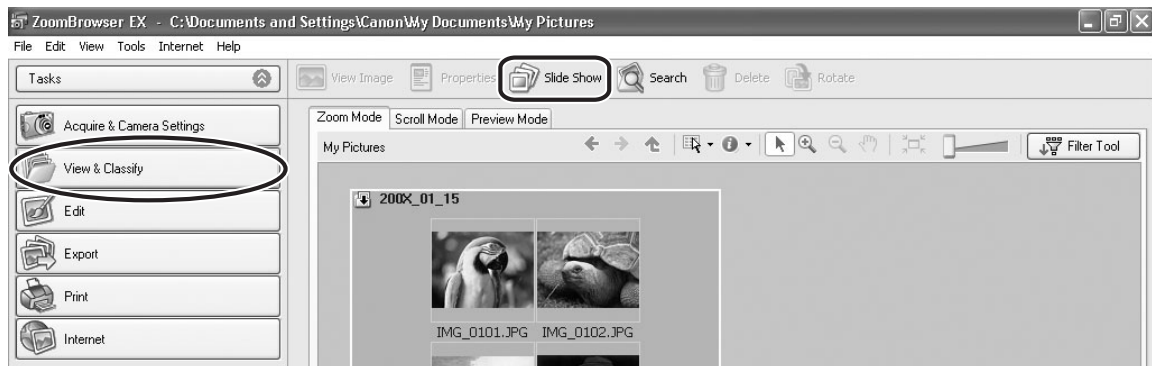 ZoomBrowser EX - C:\Documents and Settings\Canon\My Documents\My Pictures
File Edit View Tools Internet Help
Tasks
View Image Properties Slide Show Search Delete Rotate
Acquire & Camera Settings
View & Classify
Edit
Export
Print
Internet
Zoom Mode Scroll Mode Preview Mode
My Pictures
Filter Tool
200X_01_15
IMG_0101.JPG IMG_0102.JPG